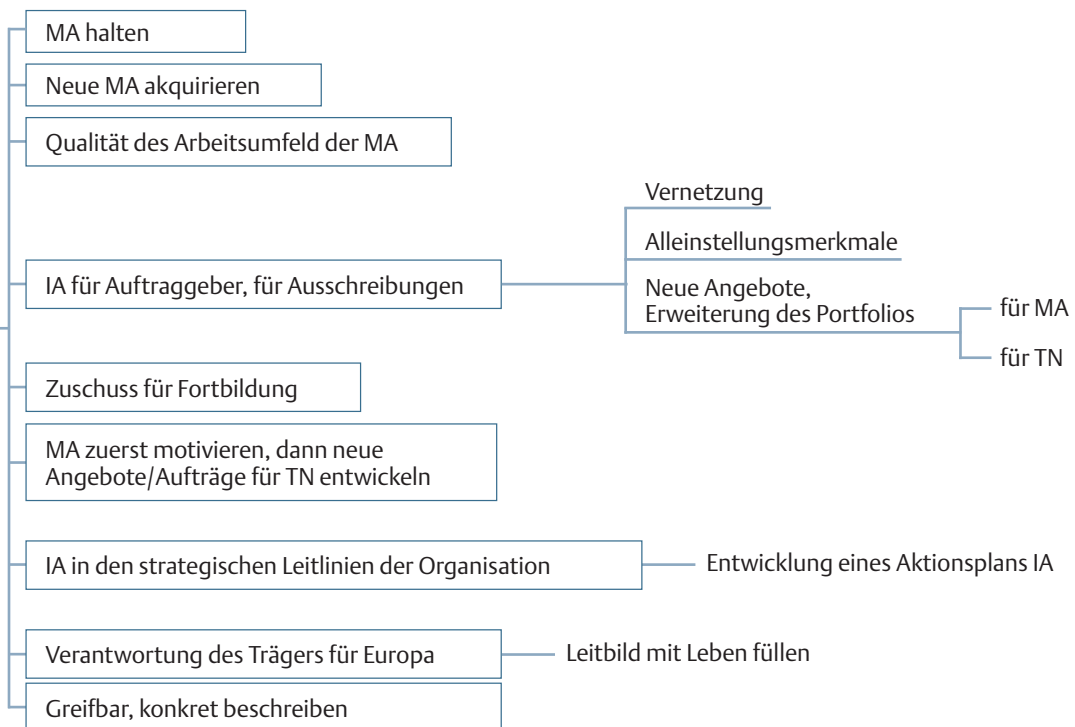 MA halten
Neue MA akquirieren
Qualität des Arbeitsumfeld der MA
IA für Auftraggeber, für Ausschreibungen
Vernetzung
Alleinstellungsmerkmale
Neue Angebote,
Erweiterung des Portfolios
für MA
für TN
Zuschuss für Fortbildung
MA zuerst motivieren, dann neue
Angebote/Aufträge für TN entwickeln
IA in den strategischen Leitlinien der Organisation
Entwicklung eines Aktionsplans IA
Verantwortung des Trägers für Europa
Leitbild mit Leben füllen
Greifbar, konkret beschreiben